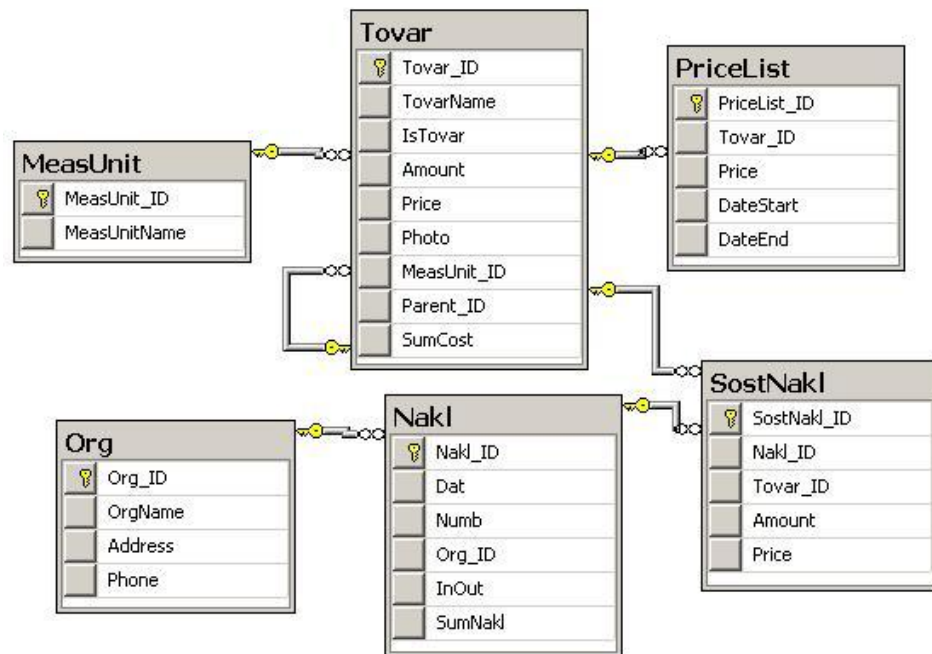 Tovar
Tovar_ID
TovarName
IsTovar
Amount
Price
Photo
MeasUnit_ID
Parent_ID
SumCost
PriceList
PriceList_ID
Tovar_ID
Price
DateStart
DateEnd
MeasUnit
MeasUnit_ID
MeasUnitName
SostNakl
SostNakl_ID
Nakl_ID
Tovar_ID
Amount
Price
Nakl
Nakl_ID
Dat
Numb
Org_ID
InOut
SumNakl
Org
Org_ID
OrgName
Address
Phone